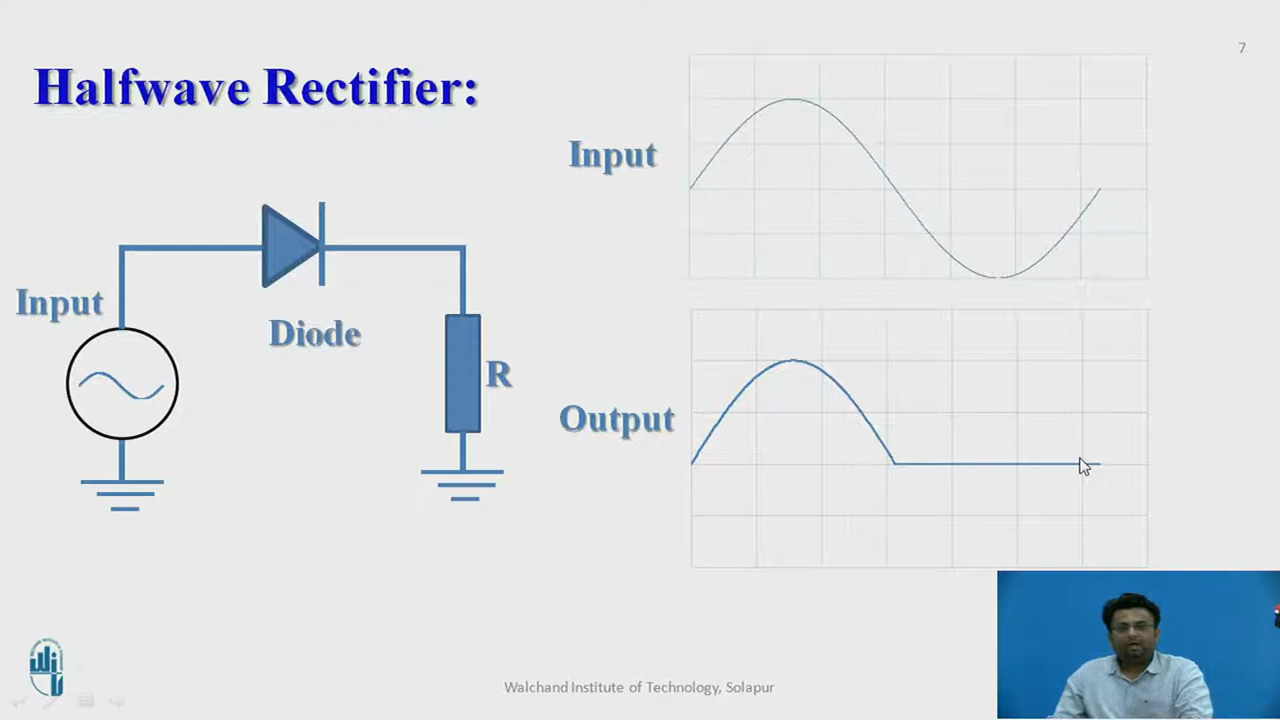 7
Halfwave Rectifier:
Input
Input
Diode
R
Output
Walchand Institute of Technology, Solapur